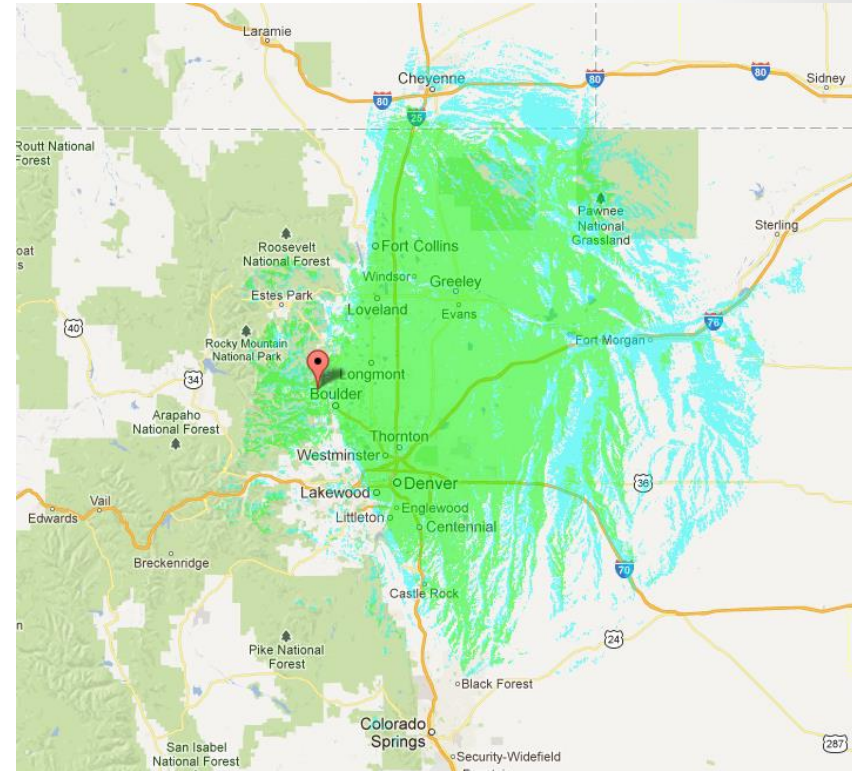 Laramie
Cheyenne
80
80
80
Sidney
25
Routt National
Forest
Pawnee
National
Grassland
Sterling
oat
s
Roosevelt
National Forest
Fort Collins
Windsor
Greeley
Estes Park
Loveland
Evans
40
76
Rocky Mountain
National Park
Fort Morgan
34
Longmont
Boulder
Arapaho
National Forest
Thornton
Westminster
Denver
36
Lakewood
Vail
Edwards
Englewood
Littleton
Centennial
Breckenridge
70
Castle Rock
n
24
Pike National
Forest
Black Forest
Colorado
Springs
287
San Isabel
National Forest
Security-Widefield